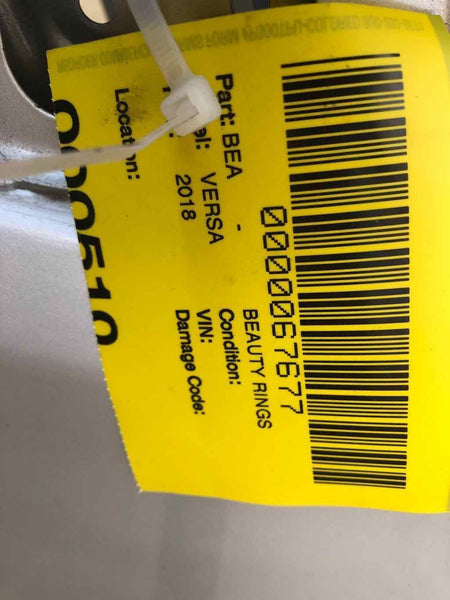 0000067677
BEAUTY RINGS
Part: BEA -
Condition:
VERSA
VIN:
2018
Damage Code:
Location: